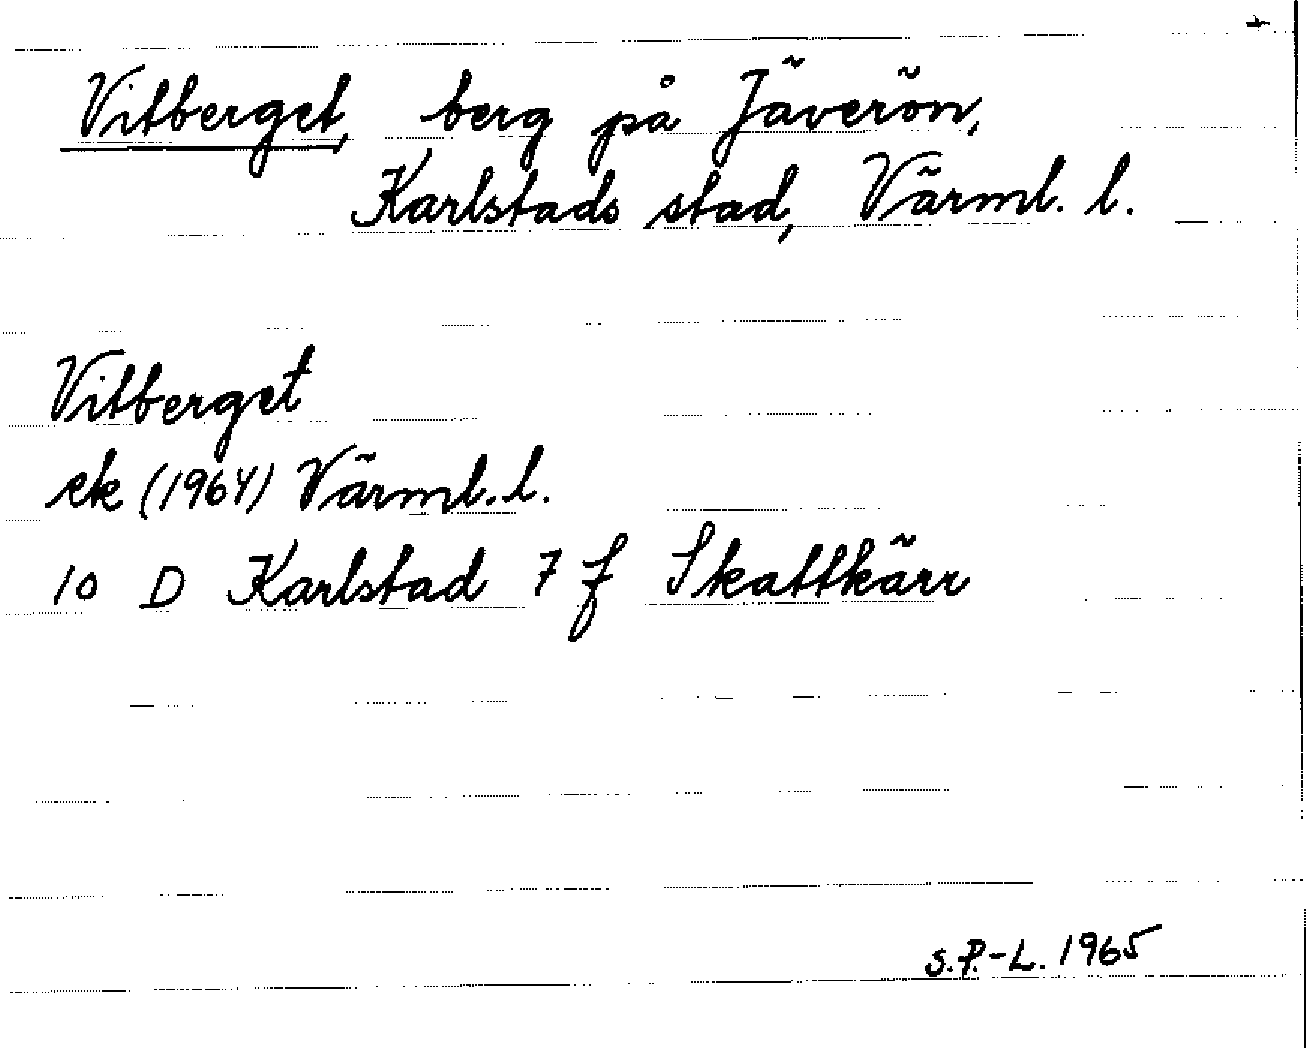 +
Vitberget, berg på Jäverön,
Karlstads stad, Värml. l.
Vitberget
ek (1964) Värml. l.
10 D Karlstad 7 f Skattkärr
S.P.-L. 1965